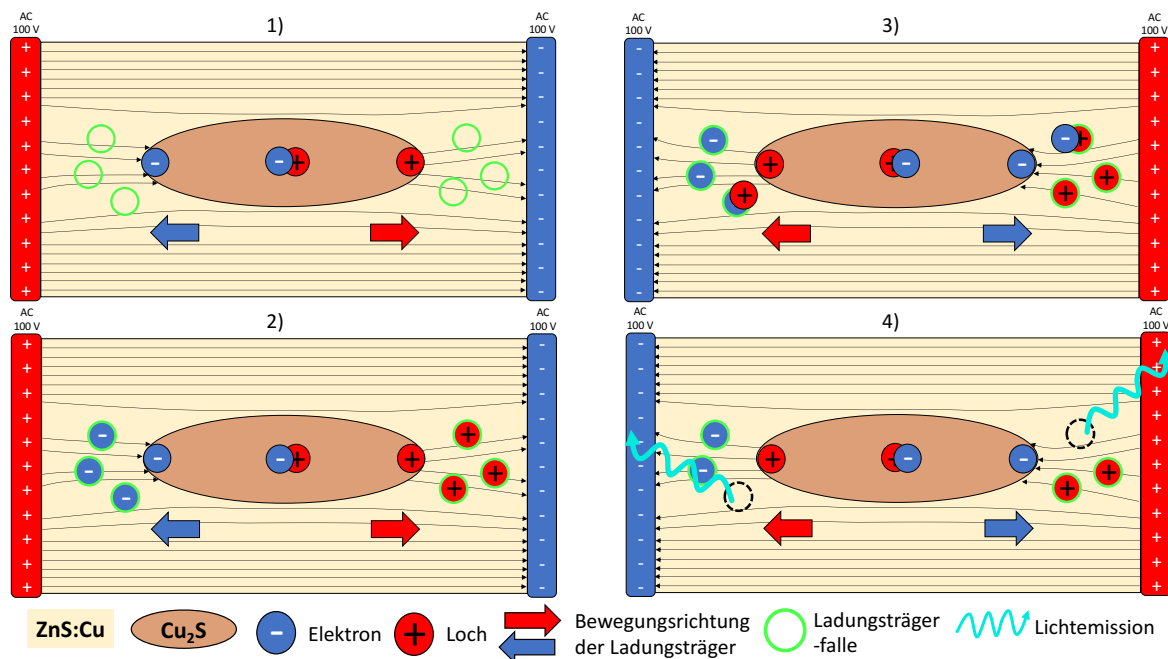 AC
100 V
1)
AC
100 V
AC
100 V
3)
AC
100 V
AC
100 V
2)
AC
100 V
AC
100 V
4)
AC
100 V
ZnS:Cu
Cu₂S
Elektron
Loch
Bewegungsrichtung
der Ladungsträger
Ladungsträger
-falle
Lichtemission